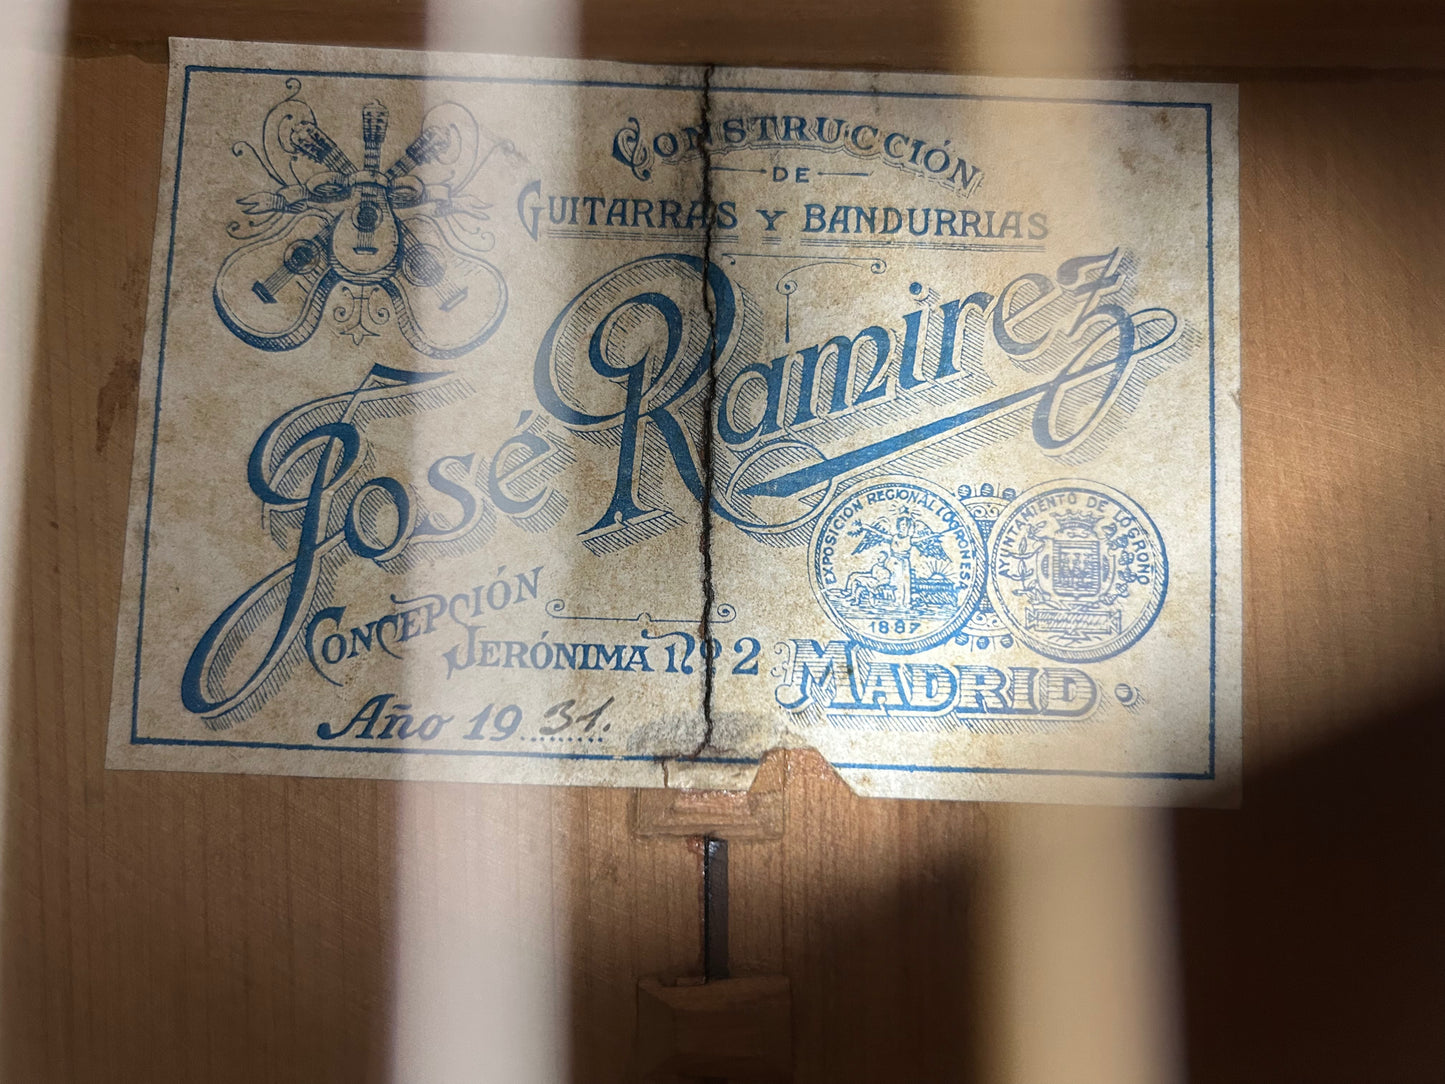 CONSTRUCCIÓN
DE
GUITARRAS Y BANDURRIAS
José Ramirez
EXPOSICION REGIONAL LOGROÑESA
1887
AYUNTAMIENTO DE LOGROÑO
CONCEPCIÓN
JERÓNIMA Nº 2 MADRID.
Año 1931.